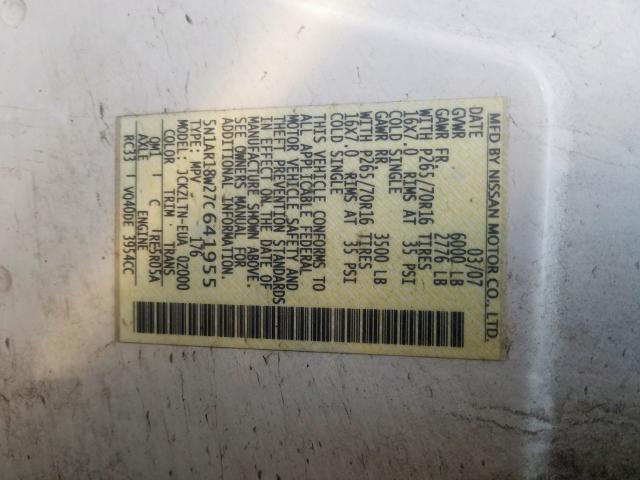 MFD BY NISSAN MOTOR CO., LTD.
DATE 03/07
GVWR 6000 LB
GAWR FR 2776 LB
WITH P265/70R16 TIRES
16X7.0 RIMS AT 35 PSI
COLD SINGLE
GAWR RR 3500 LB
WITH P265/70R16 TIRES
16X7.0 RIMS AT 35 PSI
COLD SINGLE
THIS VEHICLE CONFORMS TO
ALL APPLICABLE FEDERAL
MOTOR VEHICLE SAFETY AND
THEFT PREVENTION STANDARDS
IN EFFECT ON THE DATE OF
MANUFACTURE SHOWN ABOVE.
SEE OWNERS MANUAL FOR
ADDITIONAL INFORMATION.
5N1AR18W27C641955
TYPE: MPV 176
MODEL: JCKZLTN-EUA 02200
COLOR TRIM TRANS
QM1 C RE5R05A
AXLE ENGINE
RC33 VQ40DE 3954CC